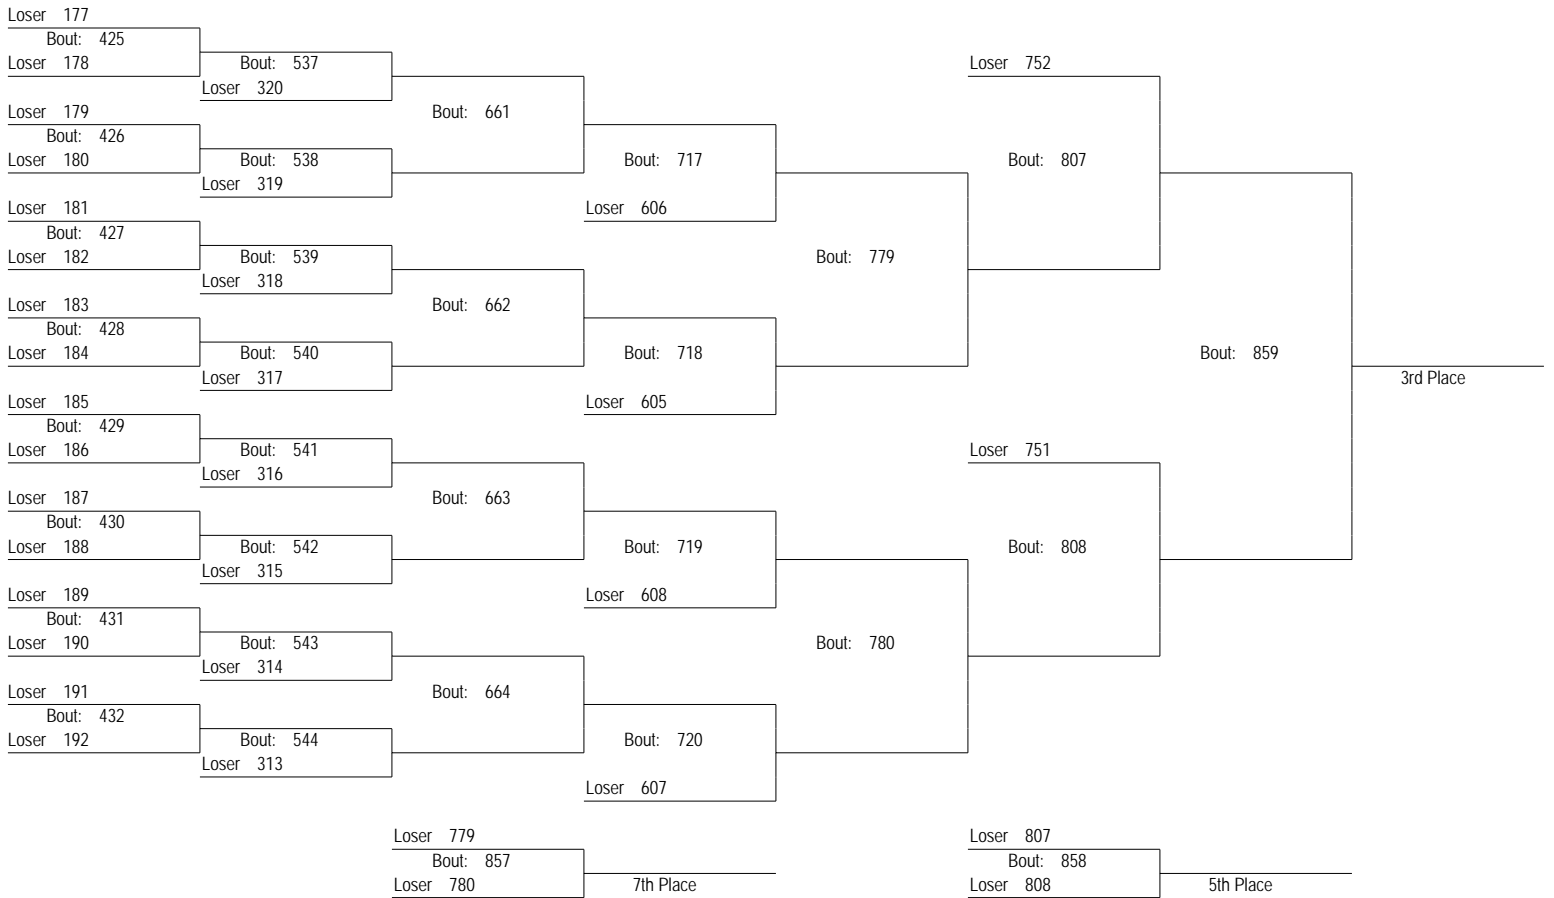 Loser 177
Bout: 425
Loser 178
Bout: 537
Loser 752
Loser 320
Loser 179
Bout: 661
Bout: 426
Loser 180
Bout: 538
Bout: 717
Bout: 807
Loser 319
Loser 181
Loser 606
Bout: 427
Loser 182
Bout: 539
Bout: 779
Loser 318
Loser 183
Bout: 662
Bout: 428
Loser 184
Bout: 540
Bout: 718
Bout: 859
Loser 317
3rd Place
Loser 185
Loser 605
Bout: 429
Loser 186
Bout: 541
Loser 751
Loser 316
Loser 187
Bout: 663
Bout: 430
Loser 188
Bout: 542
Bout: 719
Bout: 808
Loser 315
Loser 189
Loser 608
Bout: 431
Loser 190
Bout: 543
Bout: 780
Loser 314
Loser 191
Bout: 664
Bout: 432
Loser 192
Bout: 544
Bout: 720
Loser 313
Loser 607
Loser 779
Loser 807
Bout: 857
Bout: 858
Loser 780
7th Place
Loser 808
5th Place